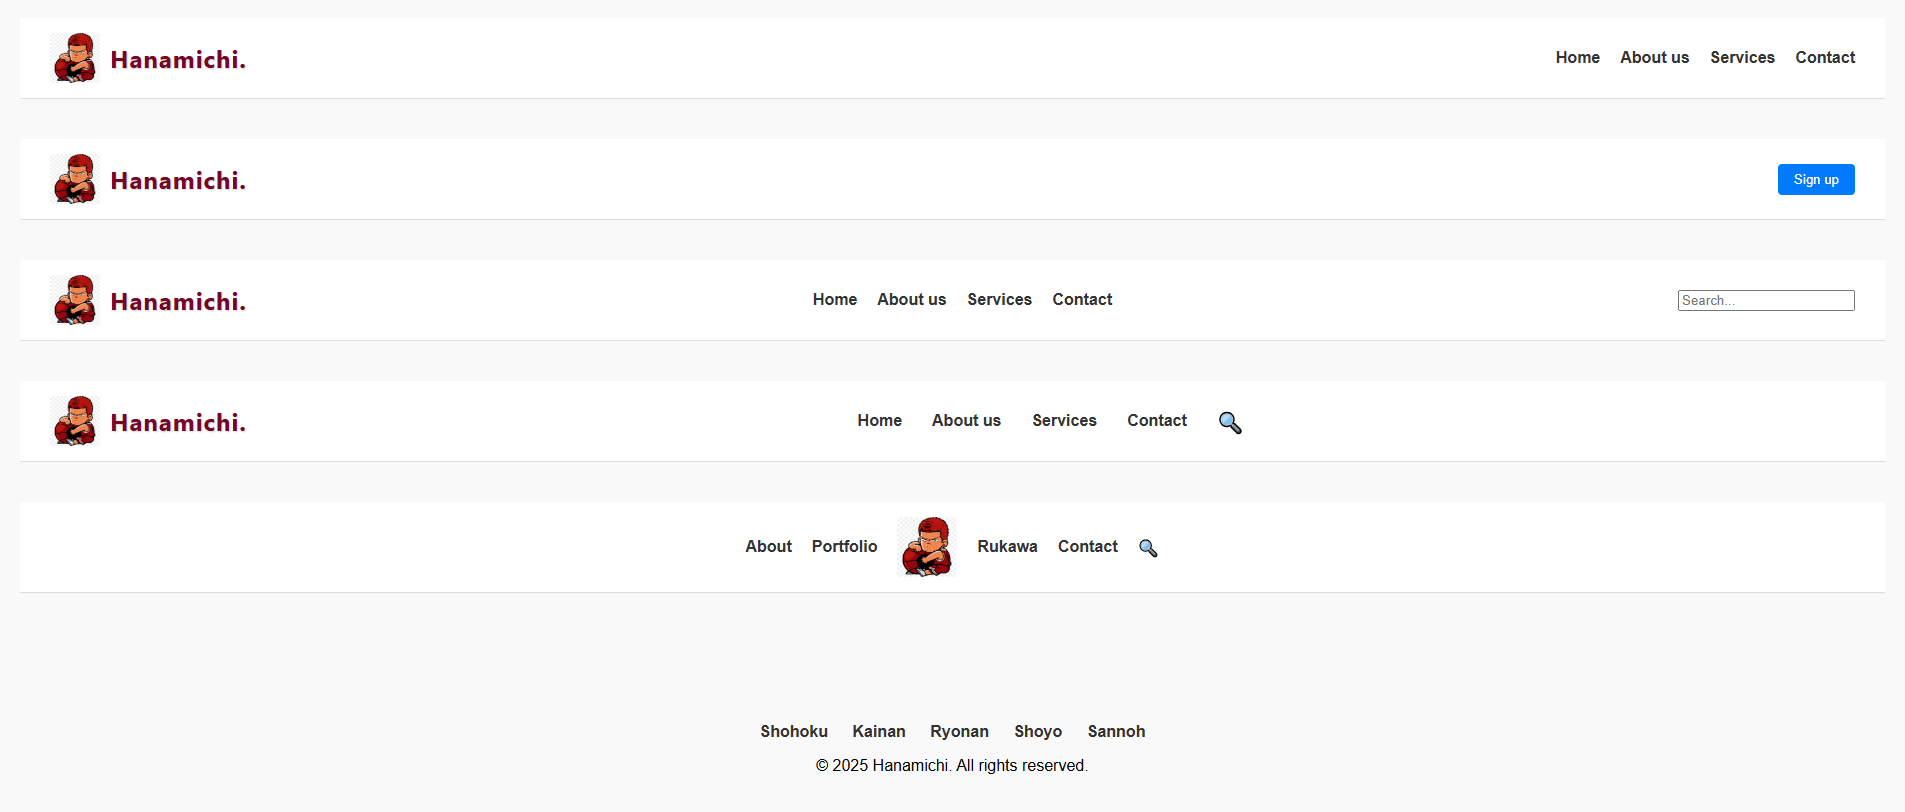 Hanamichi. Home About us Services Contact
Hanamichi. Sign up
Hanamichi. Home About us Services Contact Search...
Hanamichi. Home About us Services Contact
About Portfolio Rukawa Contact
Shohoku Kainan Ryonan Shoyo Sannoh
© 2025 Hanamichi. All rights reserved.